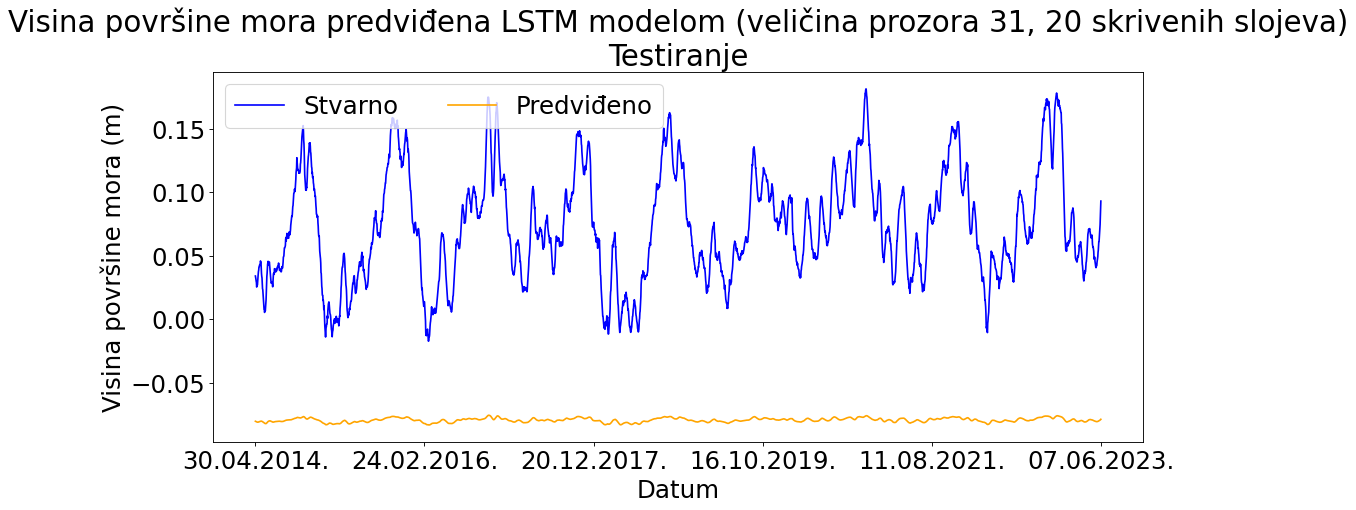 Visina površine mora predviđena LSTM modelom (veličina prozora 31, 20 skrivenih slojeva)
Testiranje
Stvarno
Predviđeno
Visina površine mora (m)
0.15
0.10
0.05
0.00
−0.05
30.04.2014.
24.02.2016.
20.12.2017.
16.10.2019.
11.08.2021.
07.06.2023.
Datum